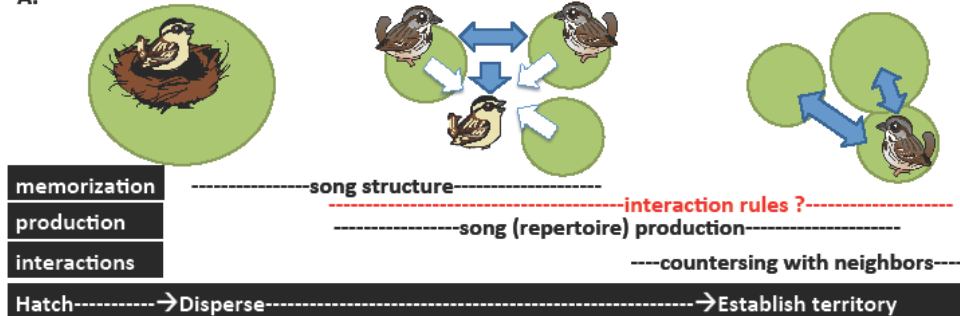 A.
memorization ----------------song structure--------------------
----------------------------------------interaction rules ?--------------------
production -----------------song (repertoire) production---------------------
interactions ----countersing with neighbors----
Hatch-----------→Disperse----------------------------------------------------------→Establish territory